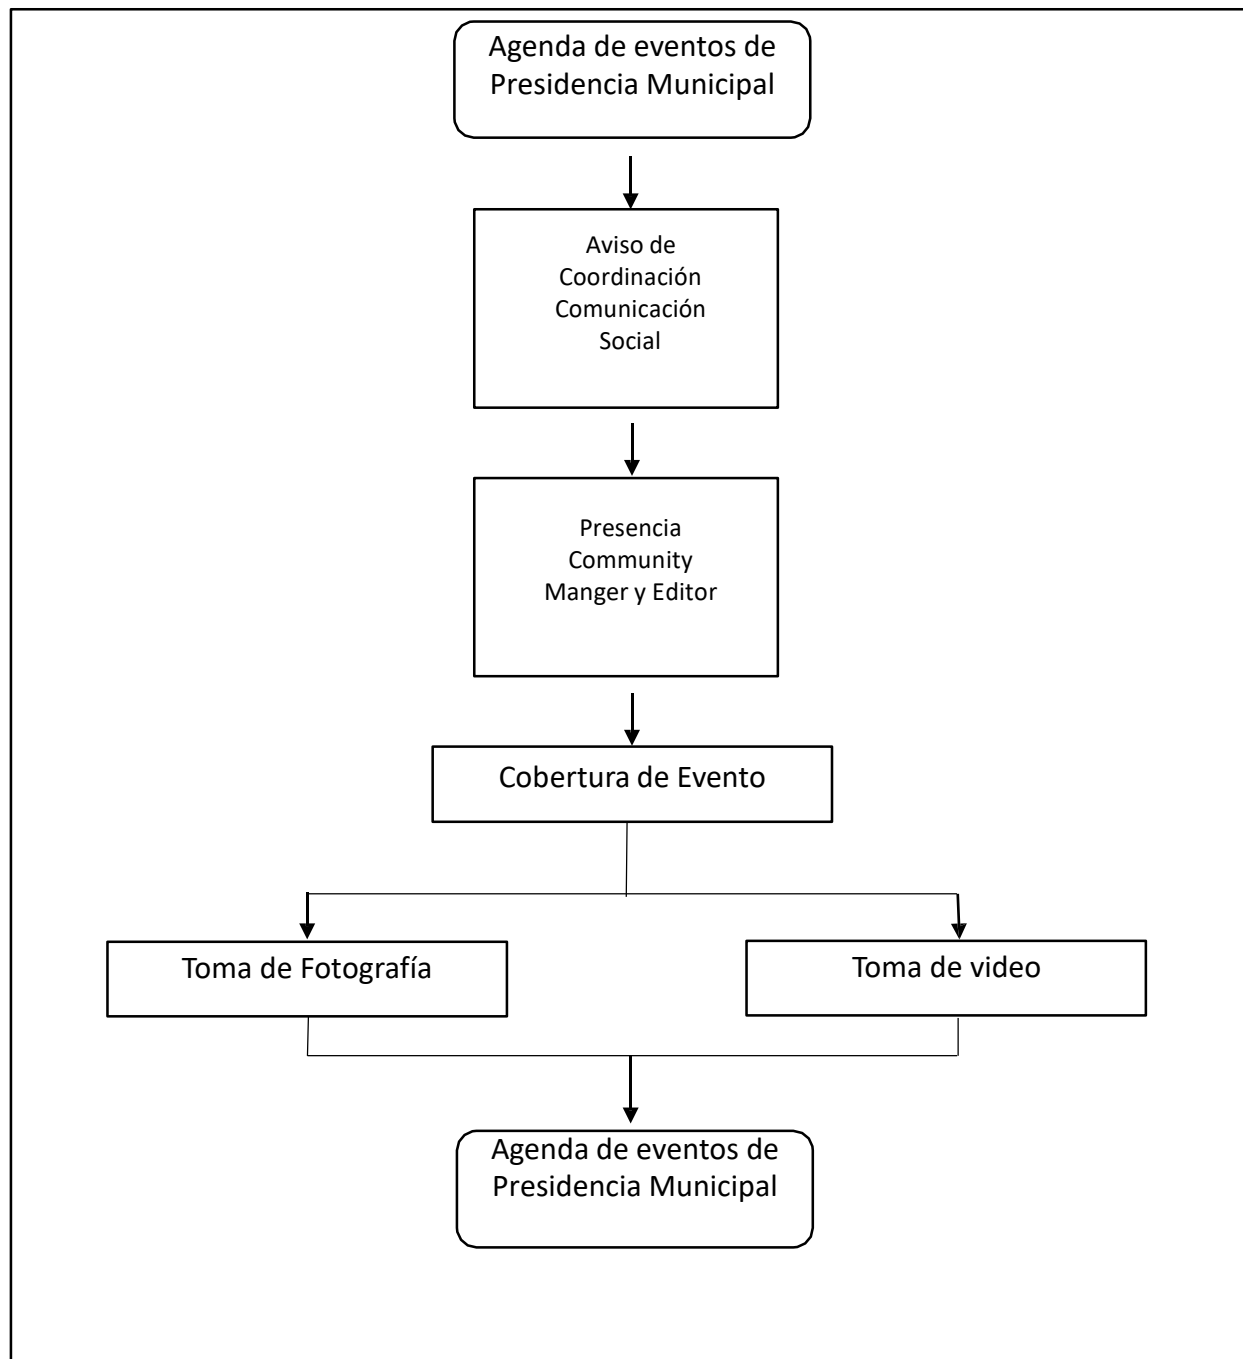 Agenda de eventos de
Presidencia Municipal
Aviso de
Coordinación
Comunicación
Social
Presencia
Community
Manger y Editor
Cobertura de Evento
Toma de Fotografía
Toma de video
Agenda de eventos de
Presidencia Municipal